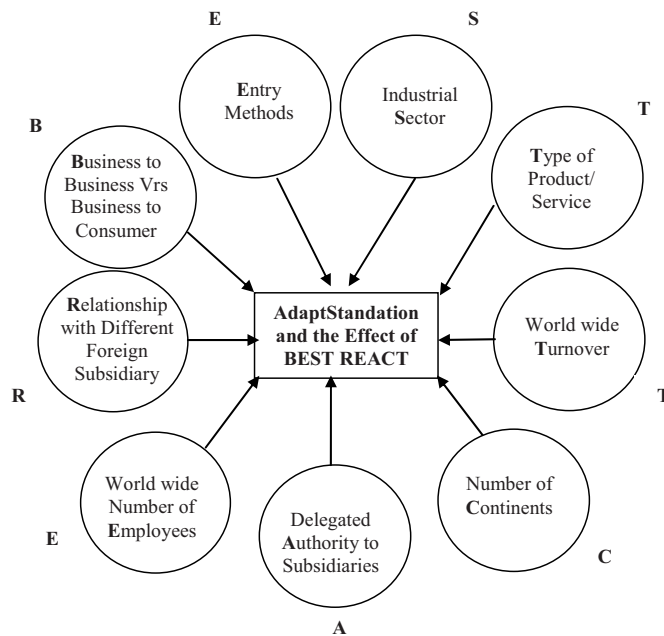 E
Entry
Methods
S
Industrial
Sector
B
Business to
Business Vrs
Business to
Consumer
T
Type of
Product/
Service
AdaptStandation
and the Effect of
BEST REACT
Relationship
with Different
Foreign
Subsidiary
R
World wide
Turnover
T
World wide
Number of
Employees
E
Delegated
Authority to
Subsidiaries
A
Number of
Continents
C